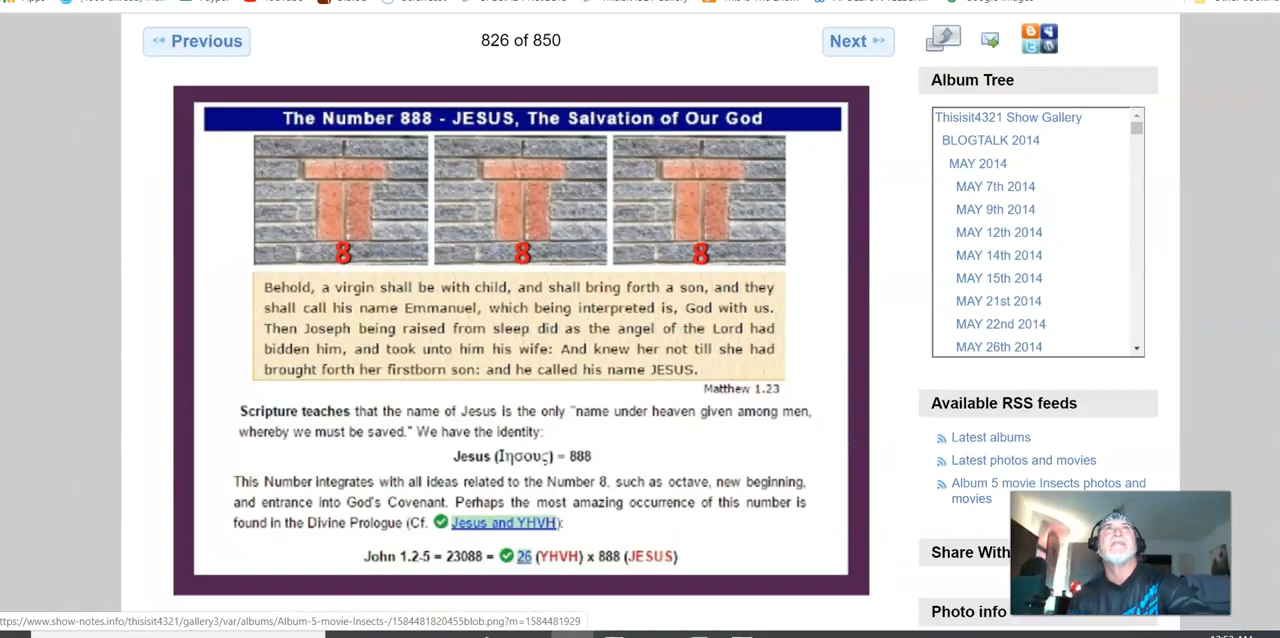 Previous
826 of 850
Next
Album Tree
Thisisit4321 Show Gallery
BLOGTALK 2014
MAY 2014
MAY 7th 2014
MAY 9th 2014
MAY 12th 2014
MAY 14th 2014
MAY 15th 2014
MAY 21st 2014
MAY 22nd 2014
MAY 26th 2014
The Number 888 - JESUS, The Salvation of Our God
8 8 8
Behold, a virgin shall be with child, and shall bring forth a son, and they
shall call his name Emmanuel, which being interpreted is, God with us.
Then Joseph being raised from sleep did as the angel of the Lord had
bidden him, and took unto him his wife: And knew her not till she had
brought forth her firstborn son: and he called his name JESUS.
Matthew 1.23
Scripture teaches that the name of Jesus is the only "name under heaven given among men,
whereby we must be saved." We have the identity:
Jesus (Ιησους) = 888
This Number integrates with all ideas related to the Number 8, such as octave, new beginning,
and entrance into God's Covenant. Perhaps the most amazing occurrence of this number is
found in the Divine Prologue (Cf. Jesus and YHVH):
John 1.2-5 = 23088 = 26 (YHVH) x 888 (JESUS)
Available RSS feeds
Latest albums
Latest photos and movies
Album 5 movie Insects photos and
movies
Share With
Photo info
ttps://www.show-notes.info/thisisit4321/gallery3/var/albums/Album-5-movie-Insects-/1584481820455blob.png?m=1584481929